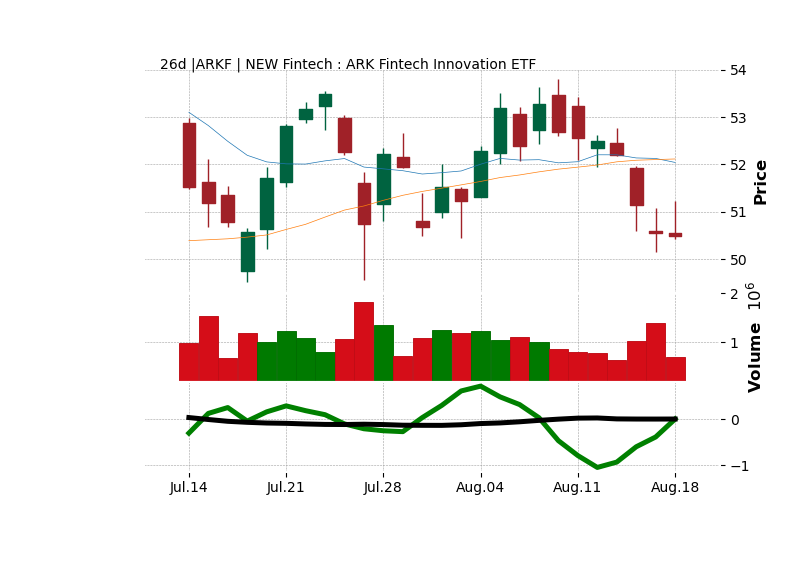 26d |ARKF | NEW Fintech : ARK Fintech Innovation ETF
54
53
52
51
50
Price
2
1
Volume 10^6
0
−1
Jul.14 Jul.21 Jul.28 Aug.04 Aug.11 Aug.18